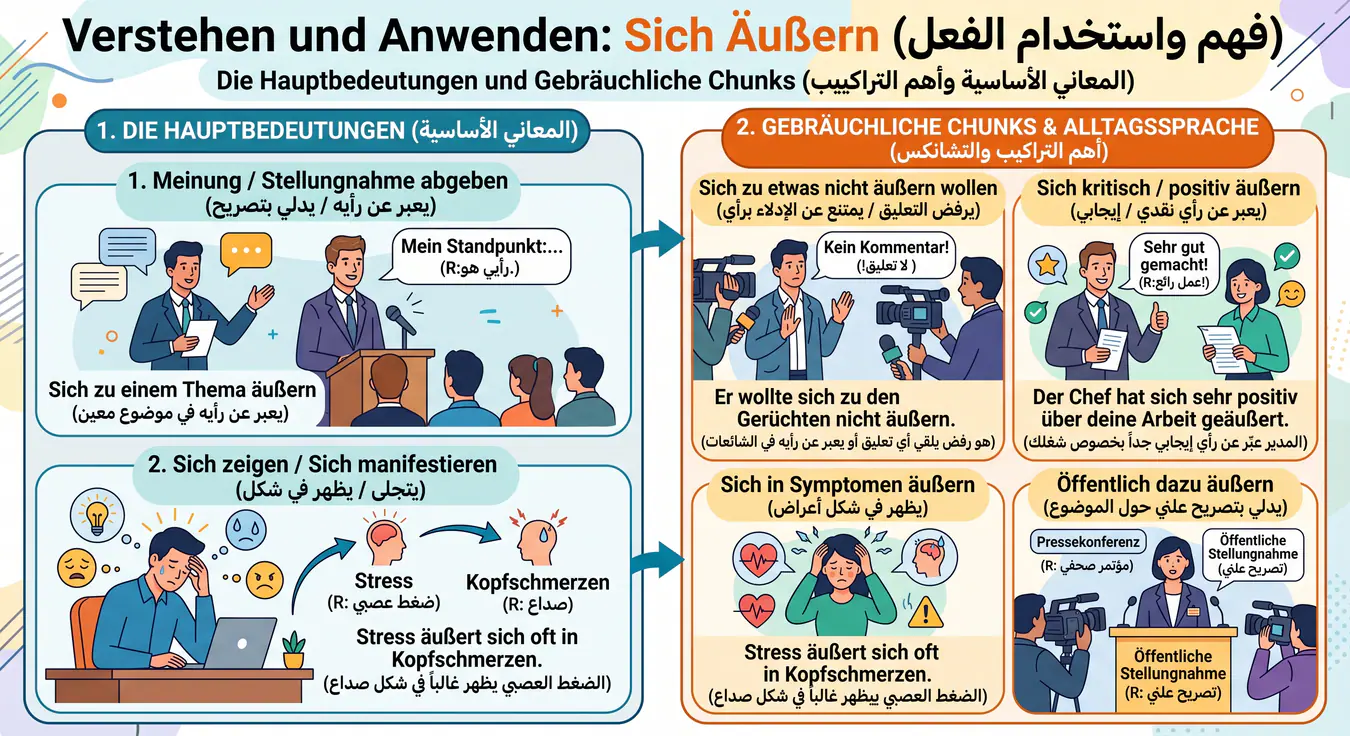 Verstehen und Anwenden: Sich Äußern (فهم واستخدام الفعل)
Die Hauptbedeutungen und Gebräuchliche Chunks (المعاني الأساسية وأهم التراكييب)
1. DIE HAUPTBEDEUTUNGEN (المعاني الأساسية)
1. Meinung / Stellungnahme abgeben
(يعبر عن رأيه / يدلي بتصريح)
Mein Standpunkt:...
(R:رأيي هو.)
Sich zu einem Thema äußern
(يعبر عن رأيه في موضوع معين)
2. Sich zeigen / Sich manifestieren
(يتجلى / يظهر في شكل)
Stress
(R: ضغط عصبي)
Kopfschmerzen
(R: صداع)
Stress äußert sich oft in
Kopfschmerzen.
(الضغط العصبي يظهر غالباً في شكل صداع)
2. GEBRÄUCHLICHE CHUNKS & ALLTAGSSPRACHE
(أهم التراكيب والتشانكس)
Sich zu etwas nicht äußern wollen
(يرفض التعليق / يمتنع عن الإدلاء برأي)
Kein Kommentar!
(لا تعليق!)
Er wollte sich zu den
Gerüchten nicht äußern.
(هو رفض يلقي أي تعليق أو يعبر عن رأيه في الشائعات)
Sich kritisch / positiv äußern
(يعبر عن رأي نقدي / إيجابي)
Sehr gut
gemacht!
(R:عمل رائع!)
Der Chef hat sich sehr positiv
über deine Arbeit geäußert.
(المدير عبّر عن رأي إيجابي جداً بخصوص شغلك)
Sich in Symptomen äußern
(يظهر في شكل أعراض)
Stress äußert sich oft
in Kopfschmerzen.
(الضغط العصبي ييظهر غالباً في شكل صداع)
Öffentlich dazu äußern
(يدلي بتصريح علني حول الموضوع)
Pressekonferenz
(R: مؤتمر صحفي)
Öffentliche
Stellungnahme
(تصريح علني)
Öffentliche
Stellungnahme
(R: تصريح علني)